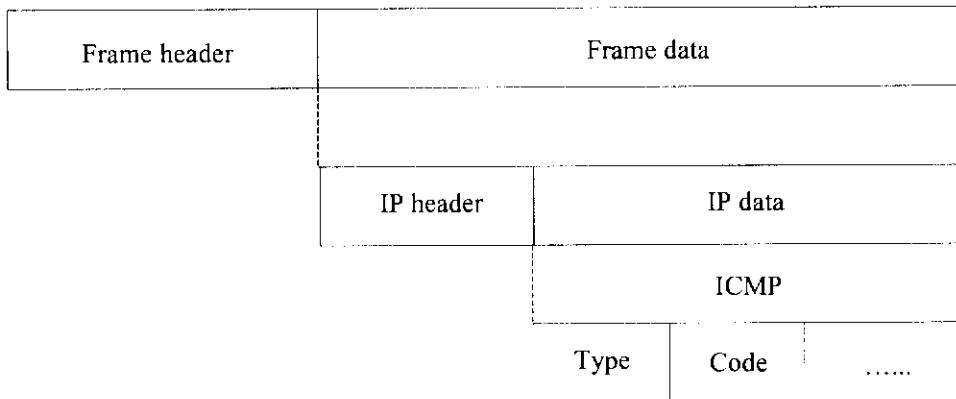 Frame header
Frame data
IP header
IP data
ICMP
Type
Code
......